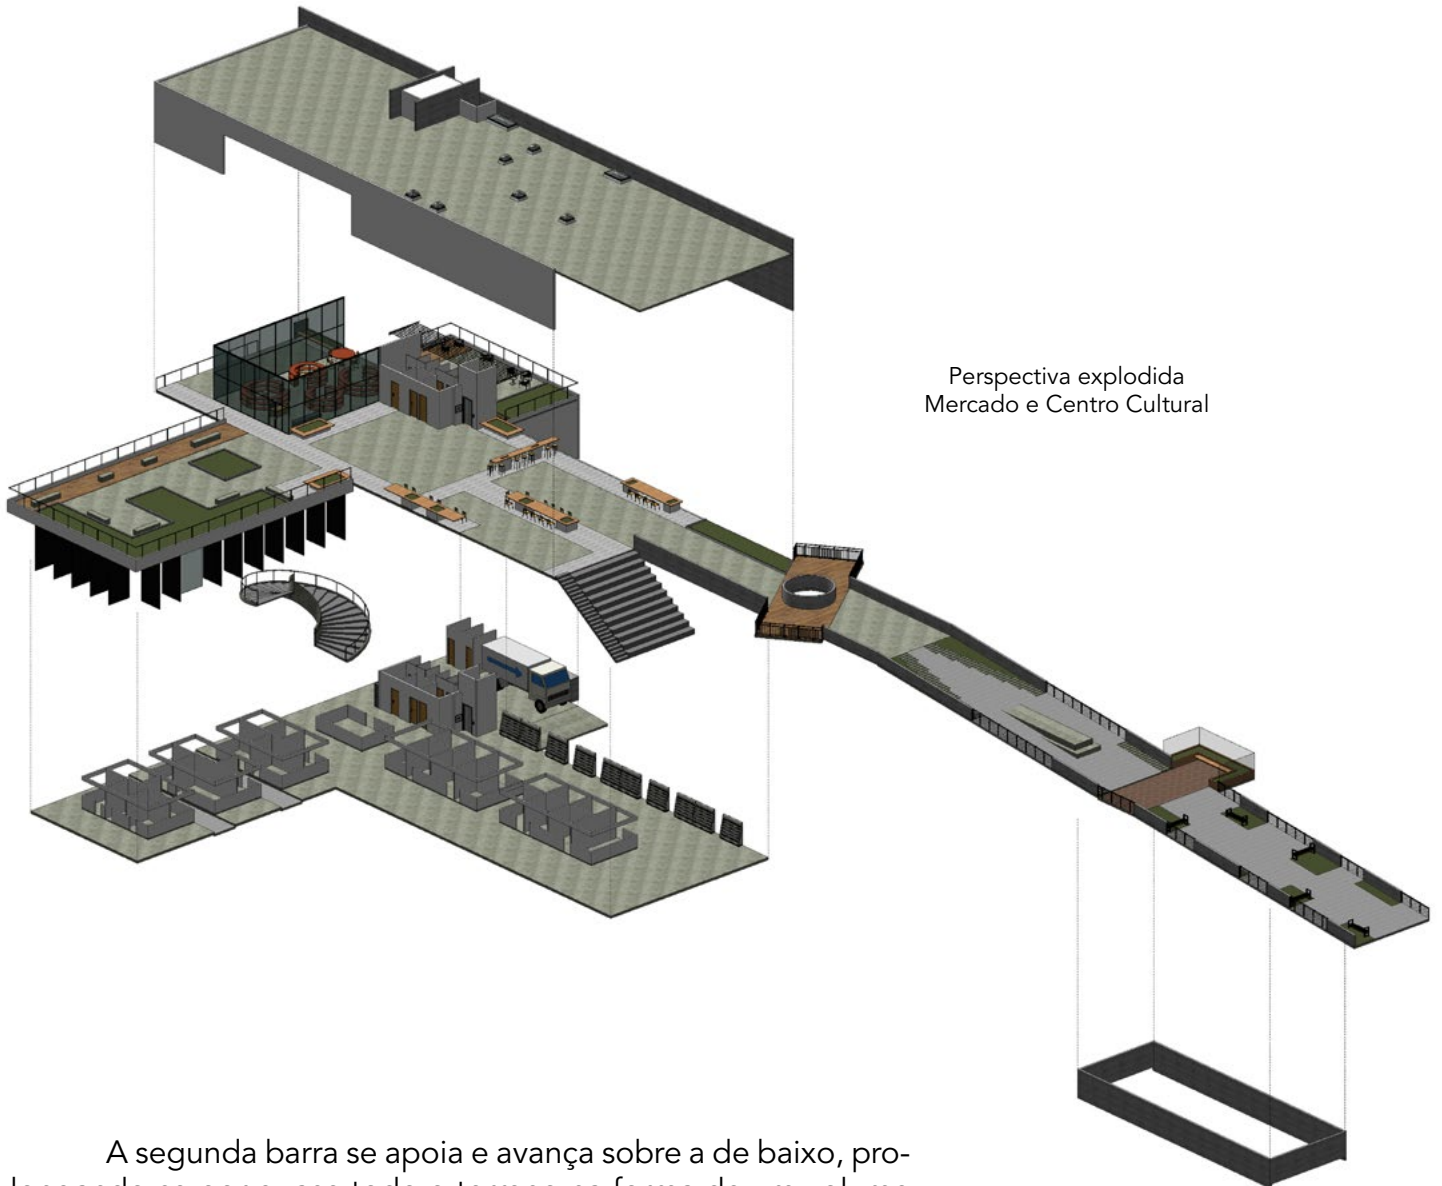 Perspectiva explodida
Mercado e Centro Cultural
A segunda barra se apoia e avança sobre a de baixo, pro-